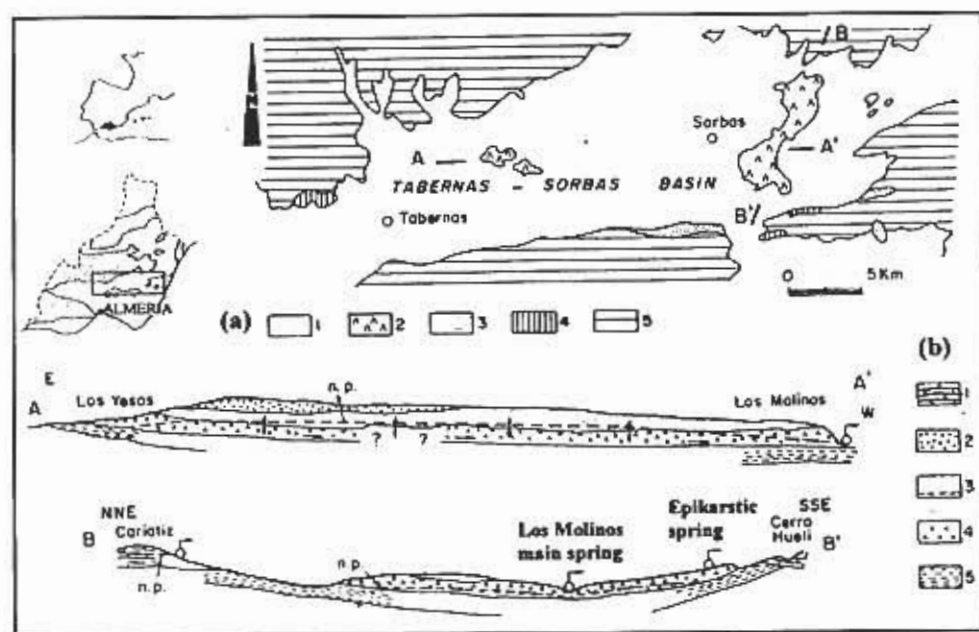 N
B
Sorbas
A
A'
TABERNAS - SORBAS BASIN
Tabernas
B'
0
5 Km
ALMERIA
(a) 1 2 3 4 5
(b)
1
2
3
4
5
E
A
Los Yesos
n.p.
Los Molinos
A'
W
? ?
NNE
Cariatiz
B
n.p.
n.p.
Los Molinos
main spring
Epikarstic
spring
SSE
Cerro
Hueli
B'